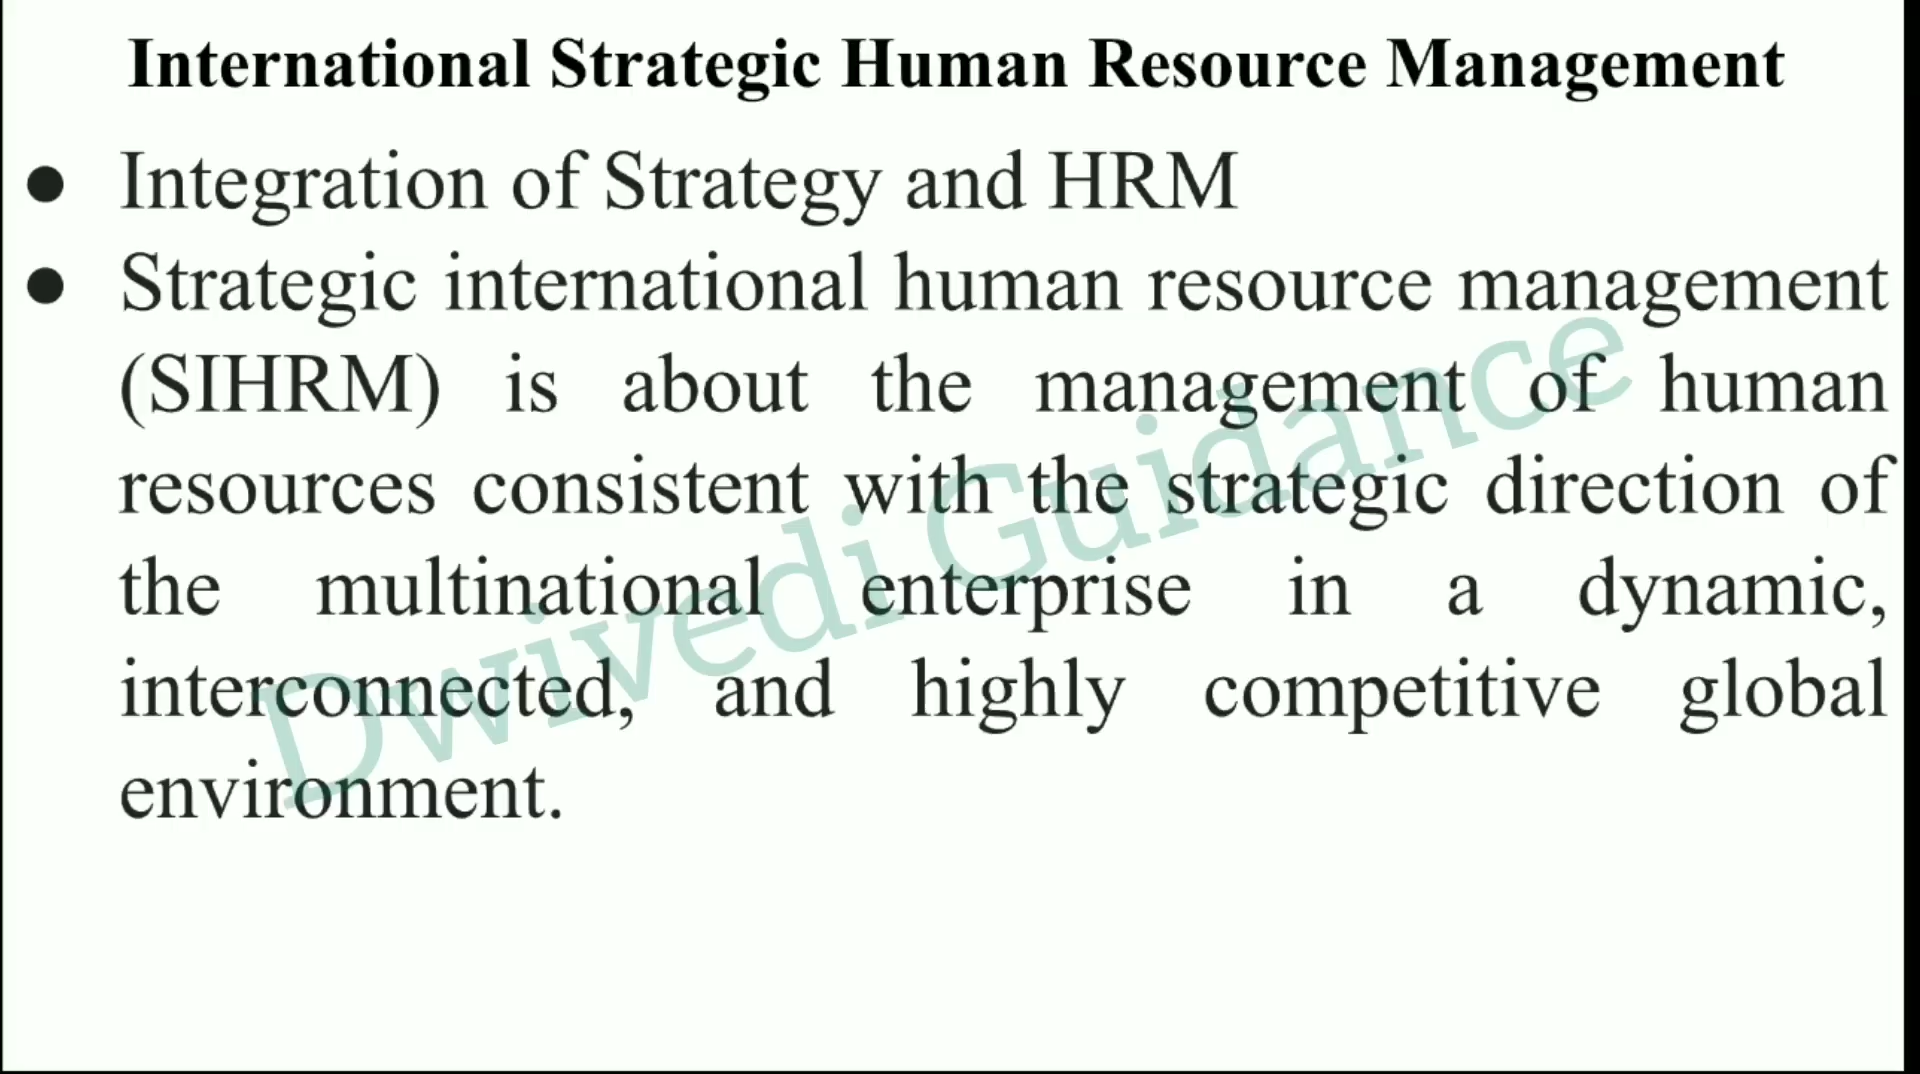 International Strategic Human Resource Management
● Integration of Strategy and HRM
● Strategic international human resource management
(SIHRM) is about the management of human
resources consistent with the strategic direction of
the multinational enterprise in a dynamic,
interconnected, and highly competitive global
environment.
Dwivedi Guidance